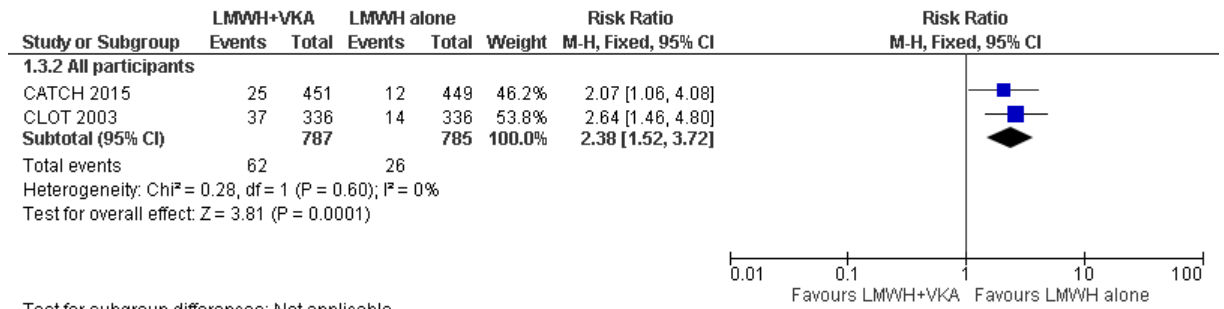 LMWH+VKA LMWH alone Risk Ratio Risk Ratio
Study or Subgroup Events Total Events Total Weight M-H, Fixed, 95% CI M-H, Fixed, 95% CI
1.3.2 All participants
CATCH 2015 25 451 12 449 46.2% 2.07 [1.06, 4.08]
CLOT 2003 37 336 14 336 53.8% 2.64 [1.46, 4.80]
Subtotal (95% CI) 787 785 100.0% 2.38 [1.52, 3.72]
Total events 62 26
Heterogeneity: Chi² = 0.28, df = 1 (P = 0.60); I² = 0%
Test for overall effect: Z = 3.81 (P = 0.0001)
0.01 0.1 1 10 100
Favours LMWH+VKA Favours LMWH alone
Test for subgroup differences: Not applicable